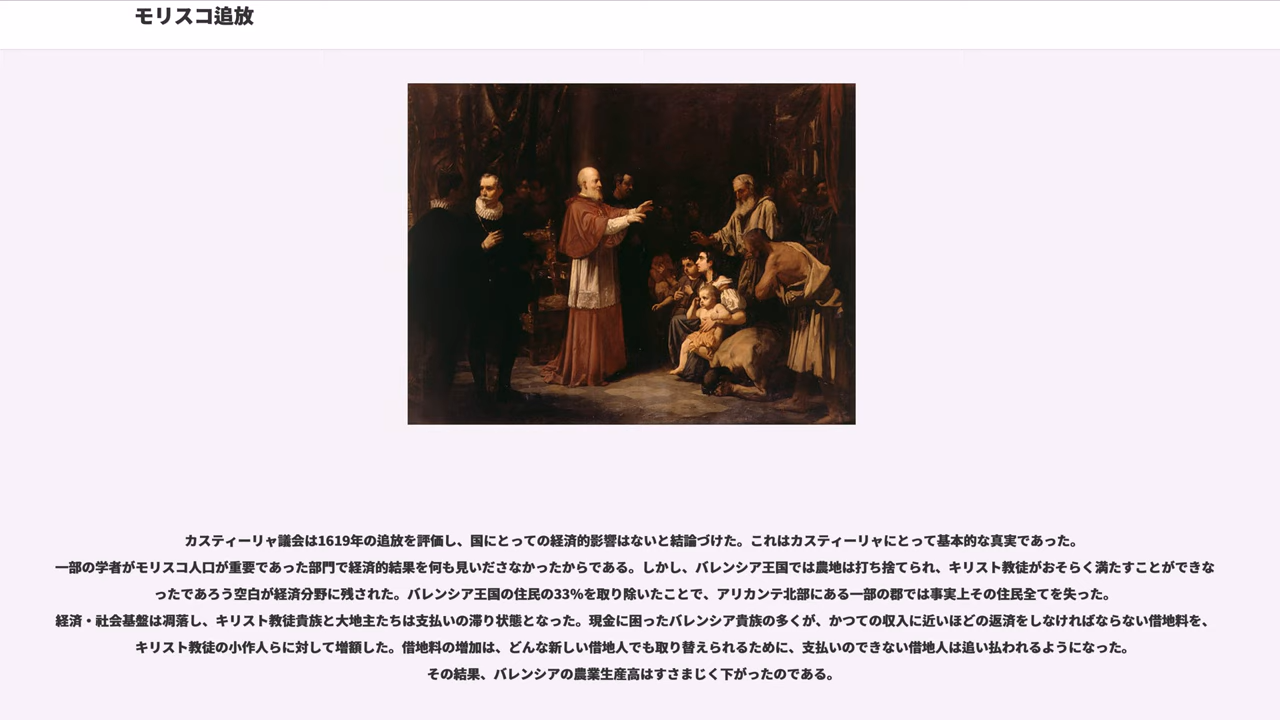 モリスコ追放
カスティーリャ議会は1619年の追放を評価し、国にとっての経済的影響はないと結論づけた。これはカスティーリャにとって基本的な真実であった。
一部の学者がモリスコ人口が重要であった部門で経済的結果を何も見いださなかったからである。しかし、バレンシア王国では農地は打ち捨てられ、キリスト教徒がおそらく満たすことができな
ったであろう空白が経済分野に残された。バレンシア王国の住民の33%を取り除いたことで、アリカンテ北部にある一部の郡では事実上その住民全てを失った。
経済・社会基盤は凋落し、キリスト教徒貴族と大地主たちは支払いの滞り状態となった。現金に困ったバレンシア貴族の多くが、かつての収入に近いほどの返済をしなければならない借地料を、
キリスト教徒の小作人らに対して増額した。借地料の増加は、どんな新しい借地人でも取り替えられるために、支払いのできない借地人は追い払われるようになった。
その結果、バレンシアの農業生産高はすさまじく下がったのである。